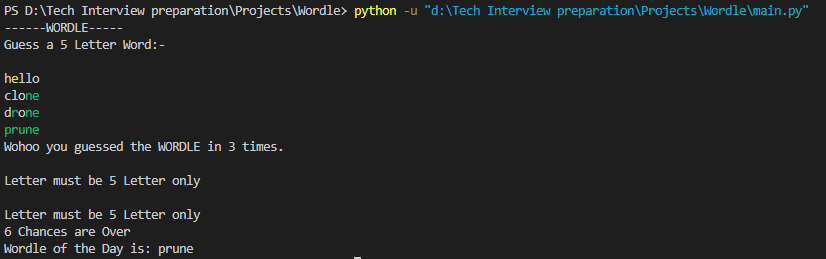 PS D:\Tech Interview preparation\Projects\Wordle> python -u "d:\Tech Interview preparation\Projects\Wordle\main.py"
------WORDLE-----
Guess a 5 Letter Word:-
hello
clone
drone
prune
Wohoo you guessed the WORDLE in 3 times.
Letter must be 5 Letter only
Letter must be 5 Letter only
6 Chances are Over
Wordle of the Day is: prune